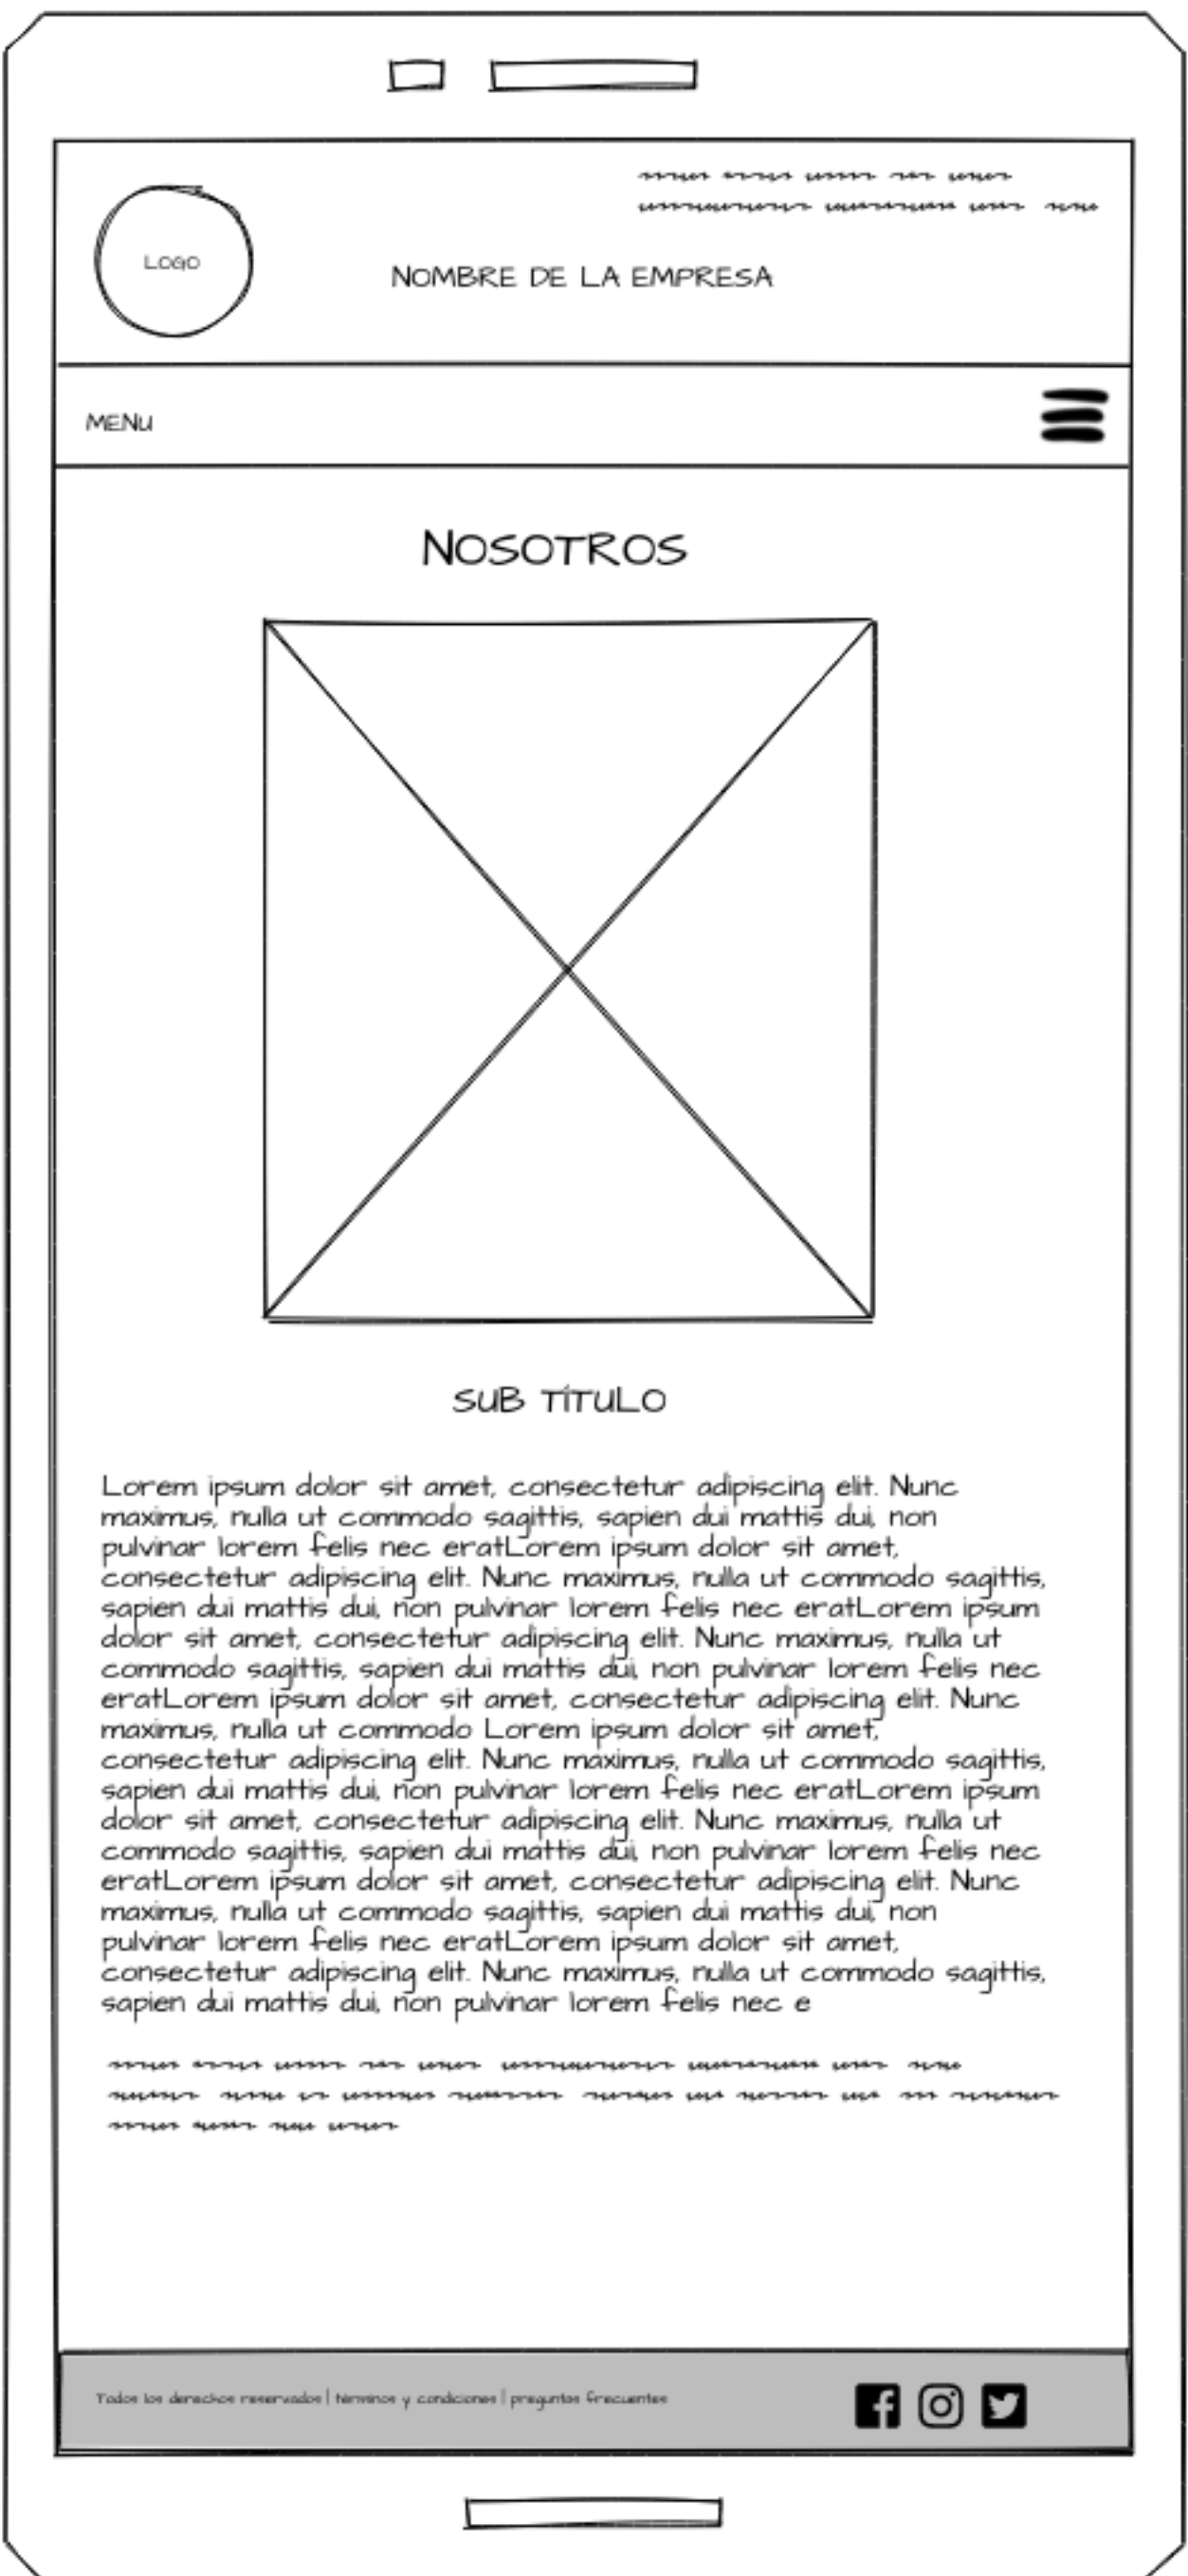 LOGO
NOMBRE DE LA EMPRESA
MENU
NOSOTROS
SUB TÍTULO
Lorem ipsum dolor sit amet, consectetur adipiscing elit. Nunc
maximus, nulla ut commodo sagittis, sapien dui mattis dui, non
pulvinar lorem felis nec eratLorem ipsum dolor sit amet,
consectetur adipiscing elit. Nunc maximus, nulla ut commodo sagittis,
sapien dui mattis dui, non pulvinar lorem felis nec eratLorem ipsum
dolor sit amet, consectetur adipiscing elit. Nunc maximus, nulla ut
commodo sagittis, sapien dui mattis dui, non pulvinar lorem felis nec
eratLorem ipsum dolor sit amet, consectetur adipiscing elit. Nunc
maximus, nulla ut commodo Lorem ipsum dolor sit amet,
consectetur adipiscing elit. Nunc maximus, nulla ut commodo sagittis,
sapien dui mattis dui, non pulvinar lorem felis nec eratLorem ipsum
dolor sit amet, consectetur adipiscing elit. Nunc maximus, nulla ut
commodo sagittis, sapien dui mattis dui, non pulvinar lorem felis nec
eratLorem ipsum dolor sit amet, consectetur adipiscing elit. Nunc
maximus, nulla ut commodo sagittis, sapien dui mattis dui, non
pulvinar lorem felis nec eratLorem ipsum dolor sit amet,
consectetur adipiscing elit. Nunc maximus, nulla ut commodo sagittis,
sapien dui mattis dui, non pulvinar lorem felis nec e
Todos los derechos reservados | términos y condiciones | preguntas frecuentes